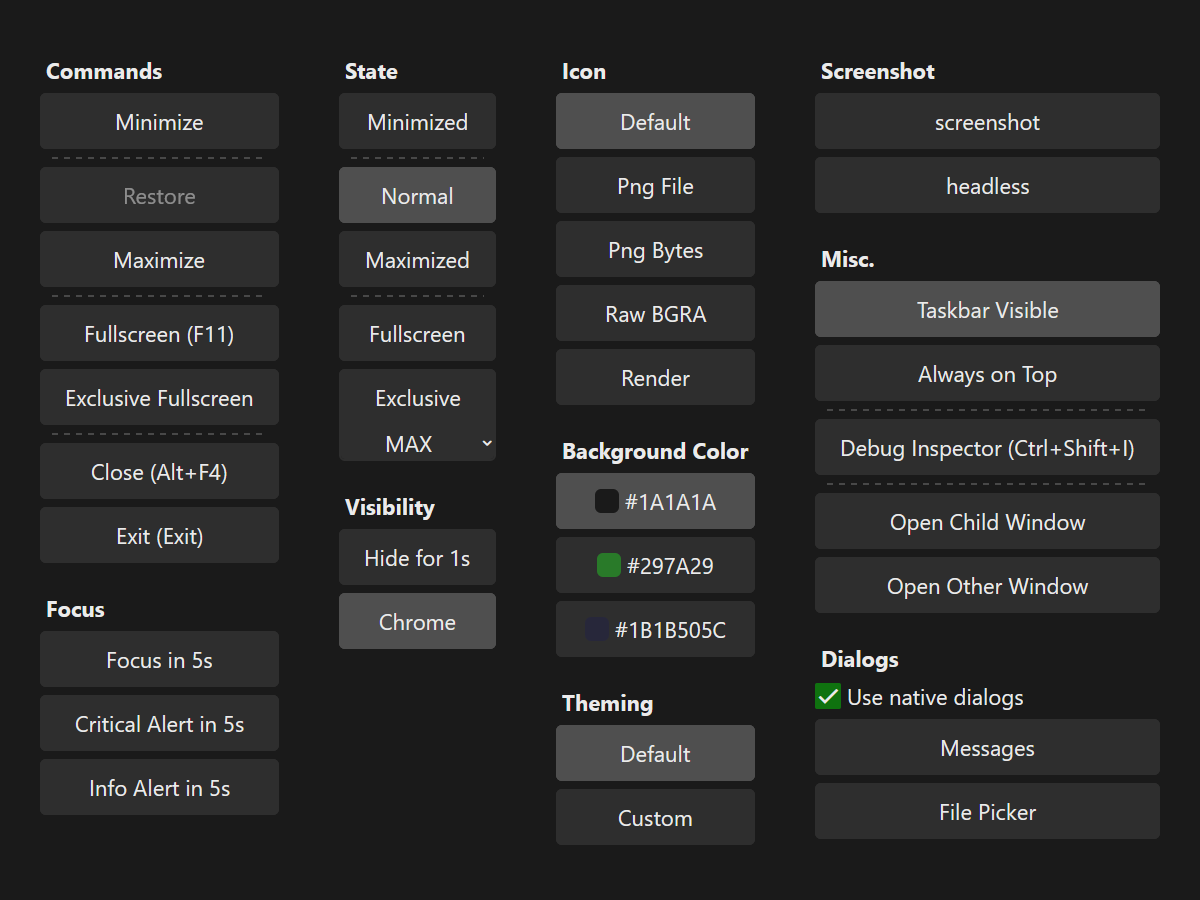 Commands
Minimize
Restore
Maximize
Fullscreen (F11)
Exclusive Fullscreen
Close (Alt+F4)
Exit (Exit)
Focus
Focus in 5s
Critical Alert in 5s
Info Alert in 5s
State
Minimized
Normal
Maximized
Fullscreen
Exclusive
MAX
Visibility
Hide for 1s
Chrome
Icon
Default
Png File
Png Bytes
Raw BGRA
Render
Background Color
#1A1A1A
#297A29
#1B1B505C
Theming
Default
Custom
Screenshot
screenshot
headless
Misc.
Taskbar Visible
Always on Top
Debug Inspector (Ctrl+Shift+I)
Open Child Window
Open Other Window
Dialogs
Use native dialogs
Messages
File Picker